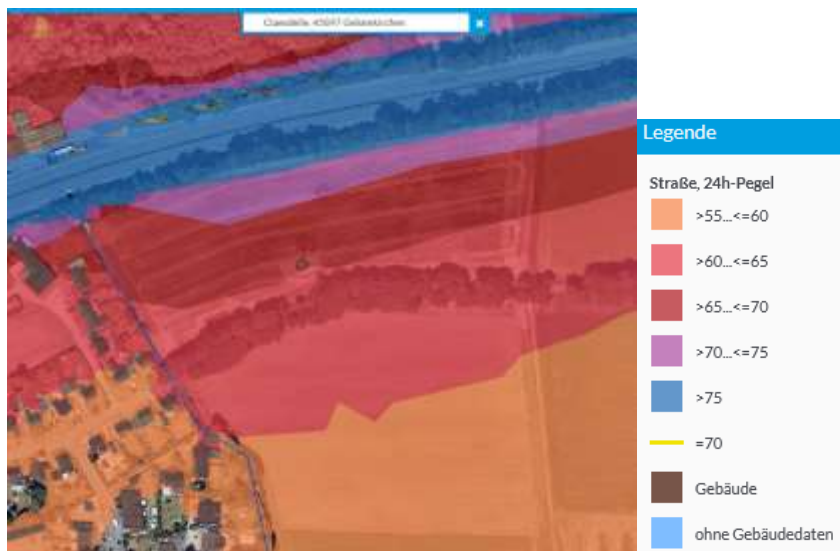 Legende
Straße, 24h-Pegel
>55...<=60
>60...<=65
>65...<=70
>70...<=75
>75
=70
Gebäude
ohne Gebäudedaten